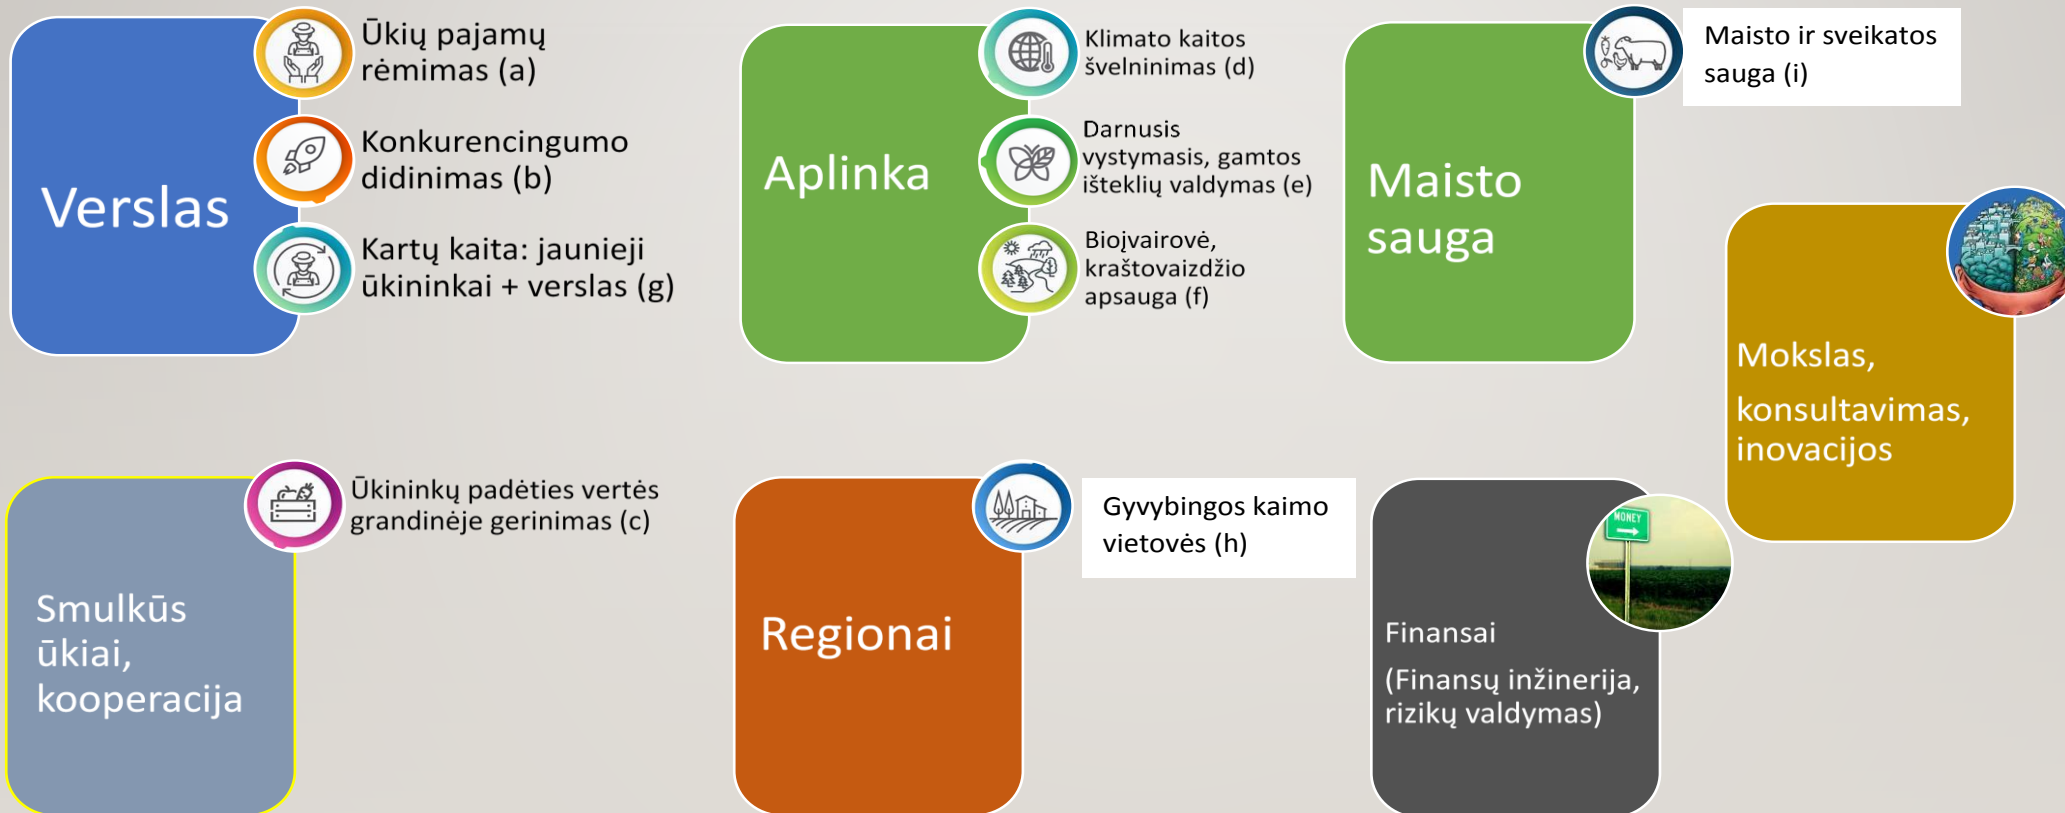 Verslas
Ūkių pajamų
rėmimas (a)
Konkurencingumo
didinimas (b)
Kartų kaita: jaunieji
ūkininkai + verslas (g)
Aplinka
Klimato kaitos
švelninimas (d)
Darnusis
vystymasis, gamtos
išteklių valdymas (e)
Bioįvairovė,
kraštovaizdžio
apsauga (f)
Maisto
sauga
Maisto ir sveikatos
sauga (i)
Mokslas,
konsultavimas,
inovacijos
Smulkūs
ūkiai,
kooperacija
Ūkininkų padėties vertės
grandinėje gerinimas (c)
Regionai
Gyvybingos kaimo
vietovės (h)
Finansai
(Finansų inžinerija,
rizikų valdymas)
MONEY